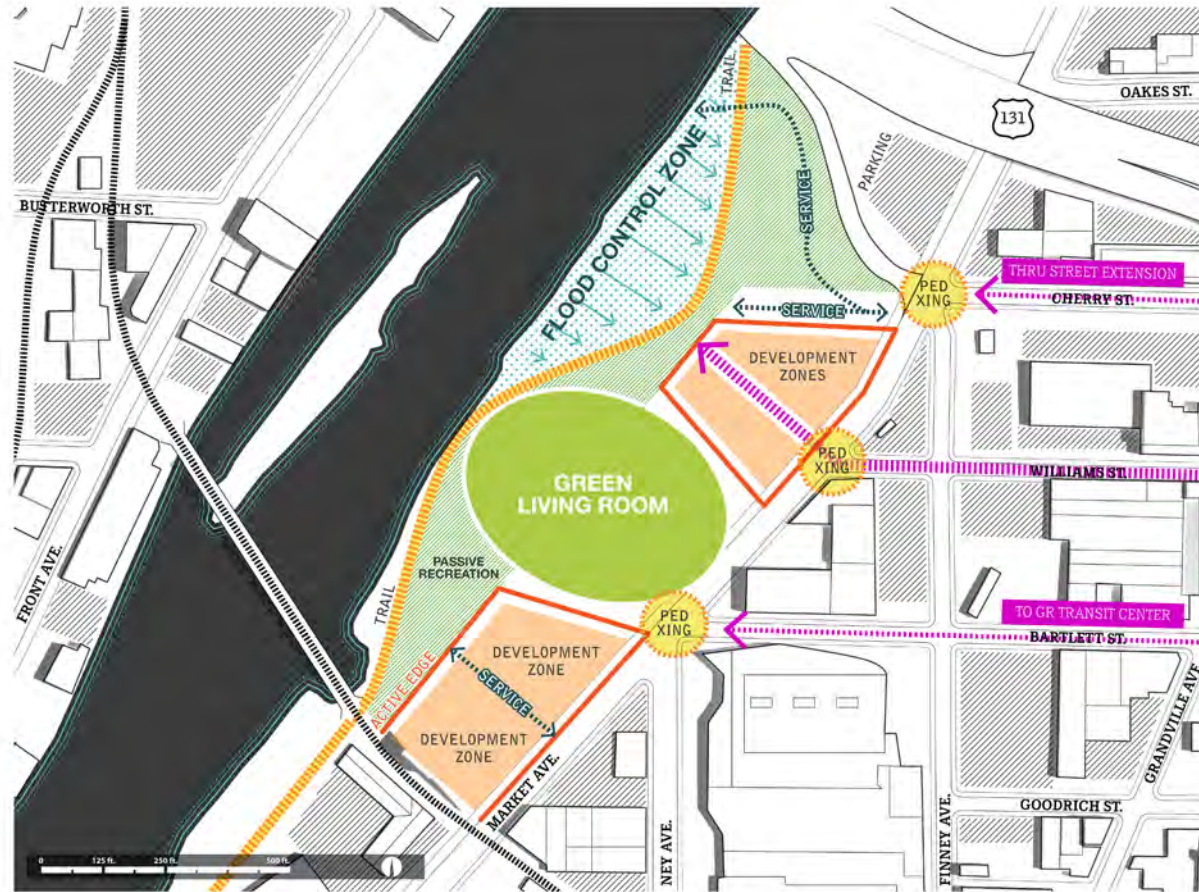 OAKES ST.
131
TRAIL
PARKING
FLOOD CONTROL ZONE
SERVICE
BUTTERWORTH ST.
THRU STREET EXTENSION
PED
XING
CHERRY ST.
SERVICE
DEVELOPMENT
ZONES
PED
XING
WILLIAMS ST.
GREEN
LIVING ROOM
PASSIVE
RECREATION
FRONT AVE.
TRAIL
PED
XING
TO GR TRANSIT CENTER
BARTLETT ST.
DEVELOPMENT
ZONE
SERVICE
ACTIVE EDGE
DEVELOPMENT
ZONE
MARKET AVE.
GRANDVILLE AVE.
GOODRICH ST.
NEY AVE.
FINNEY AVE.
0 125 ft. 250 ft. 500 ft.